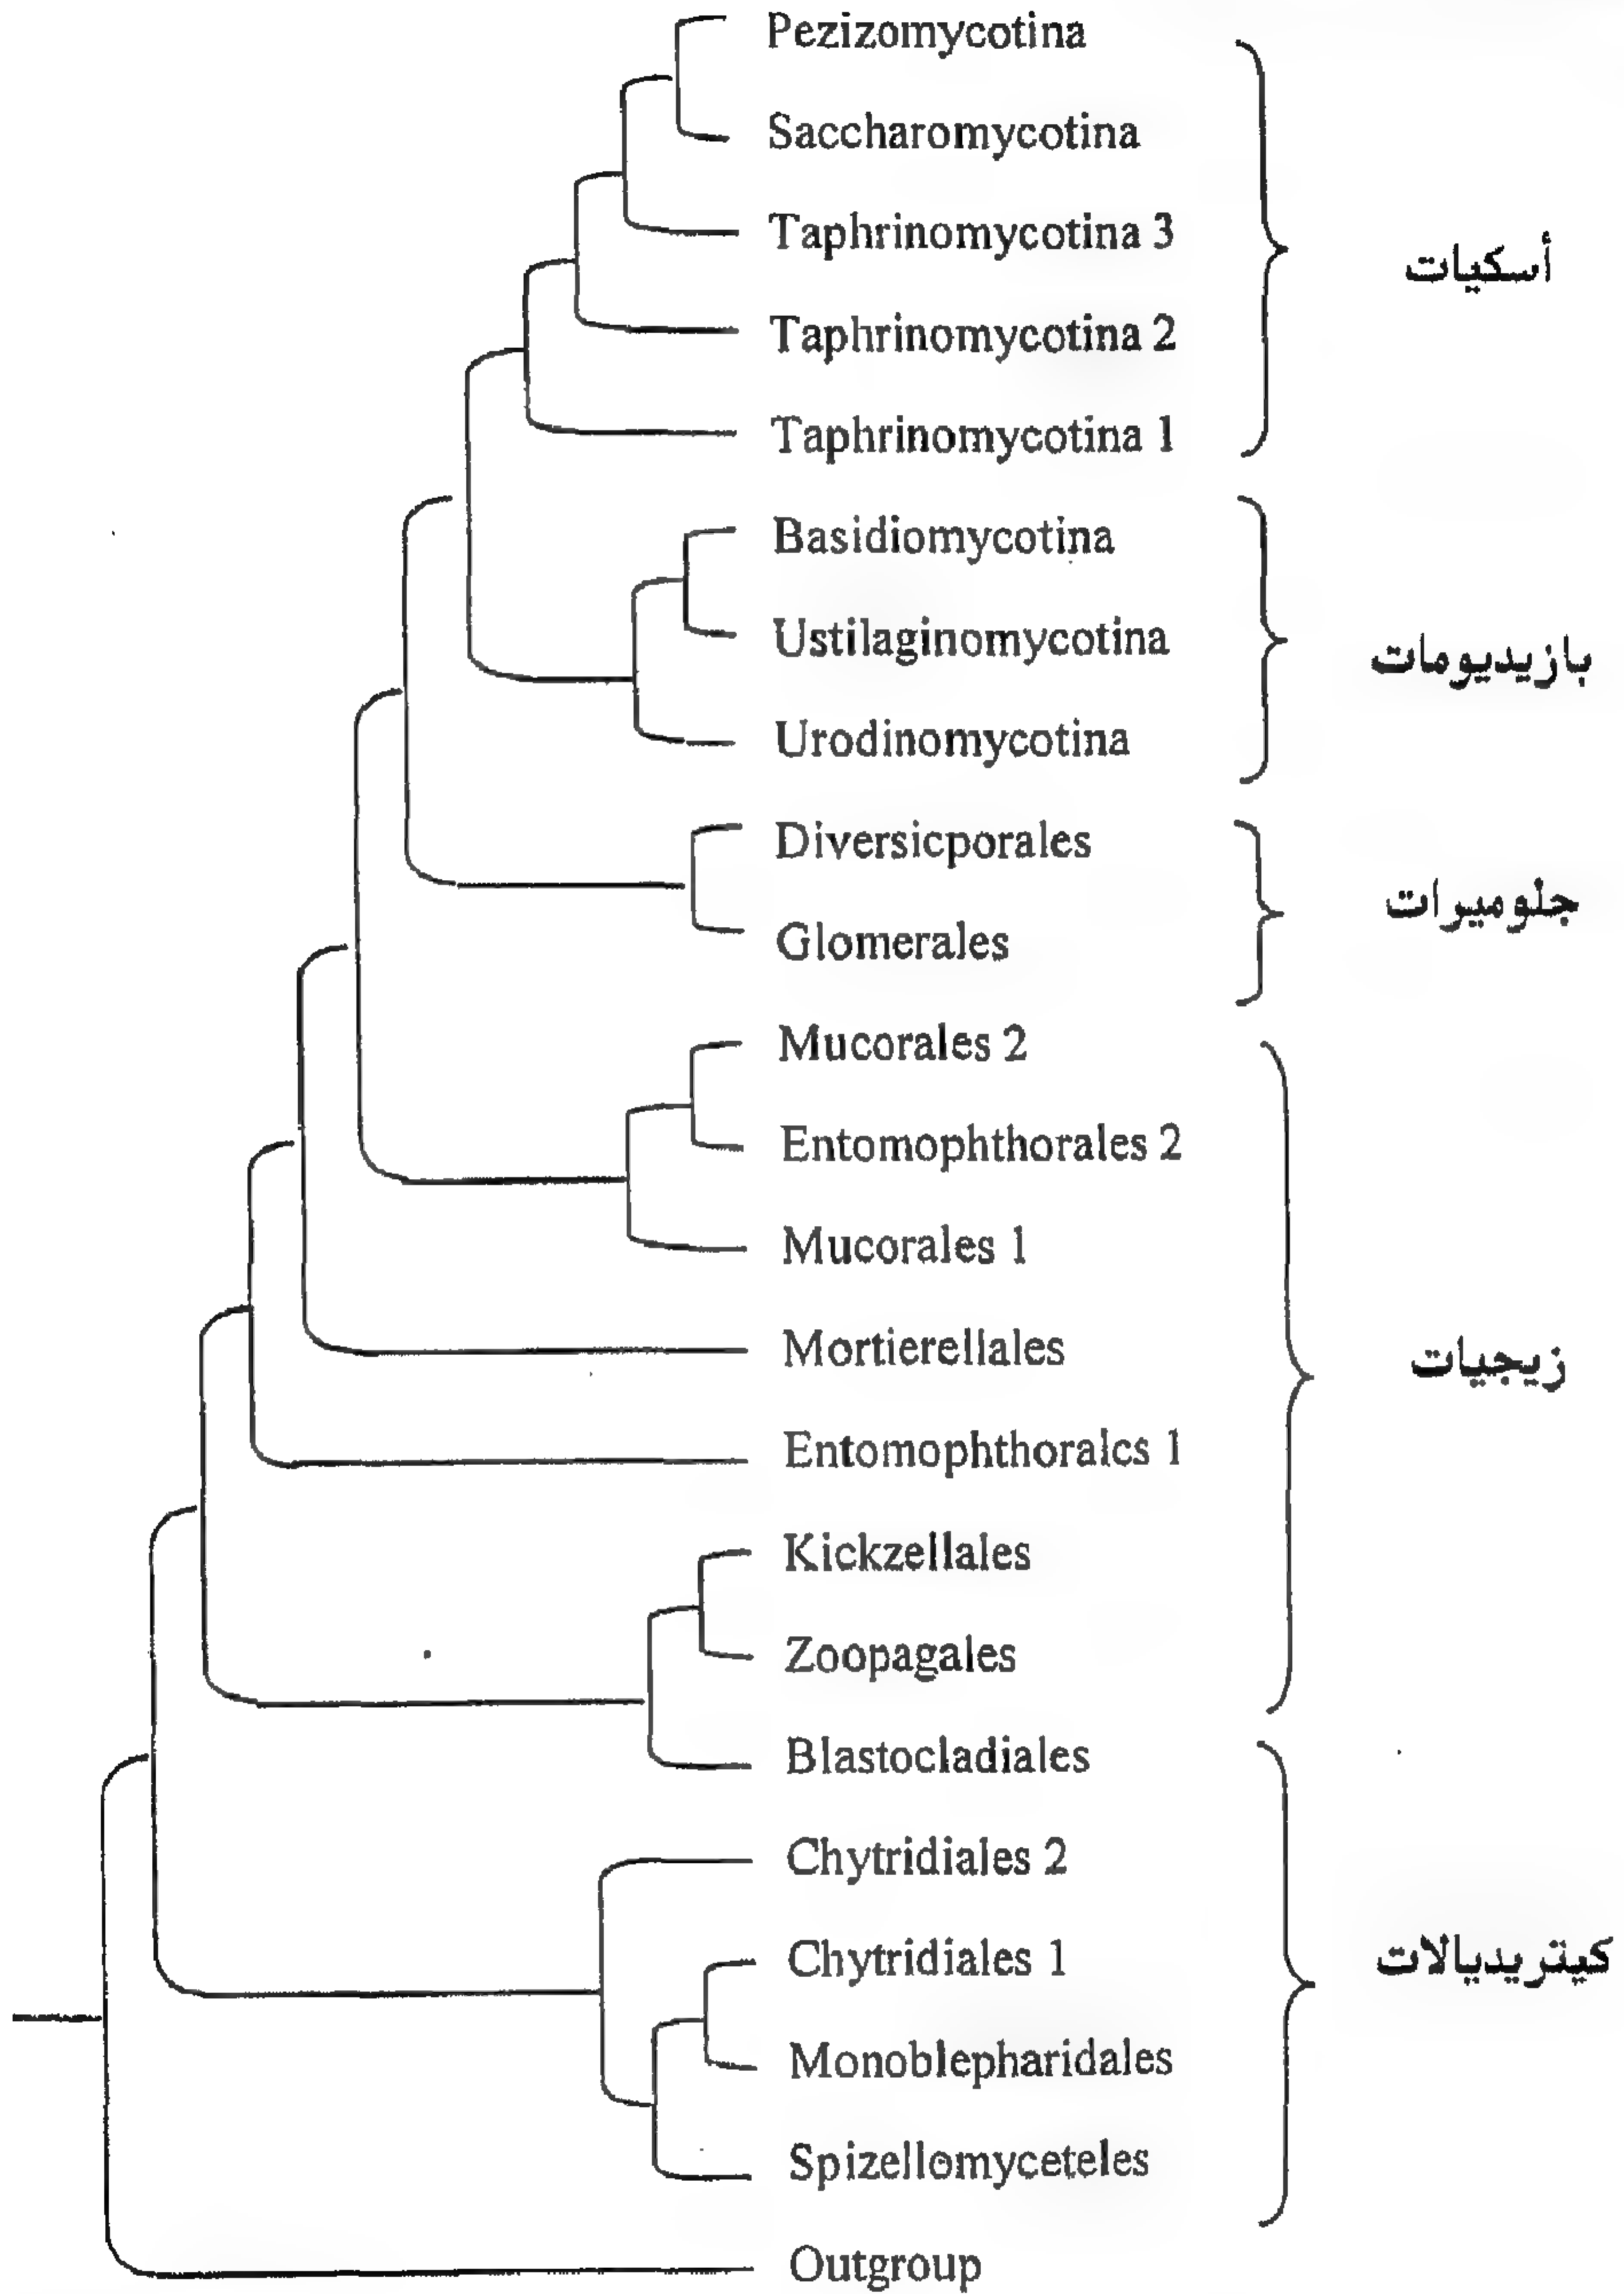 Pezizomycotina
Saccharomycotina
Taphrinomycotina 3
أسكيات
Taphrinomycotina 2
Taphrinomycotina 1
Basidiomycotina
Ustilaginomycotina
بازيديومات
Urodinomycotina
Diversicporales
جلوميرات
Glomerales
Mucorales 2
Entomophthorales 2
Mucorales 1
Mortierellales
زيجيات
Entomophthoralcs 1
Kickzellales
Zoopagales
Blastocladiales
Chytridiales 2
Chytridiales 1
كيتريديالات
Monoblepharidales
Spizellomyceteles
Outgroup